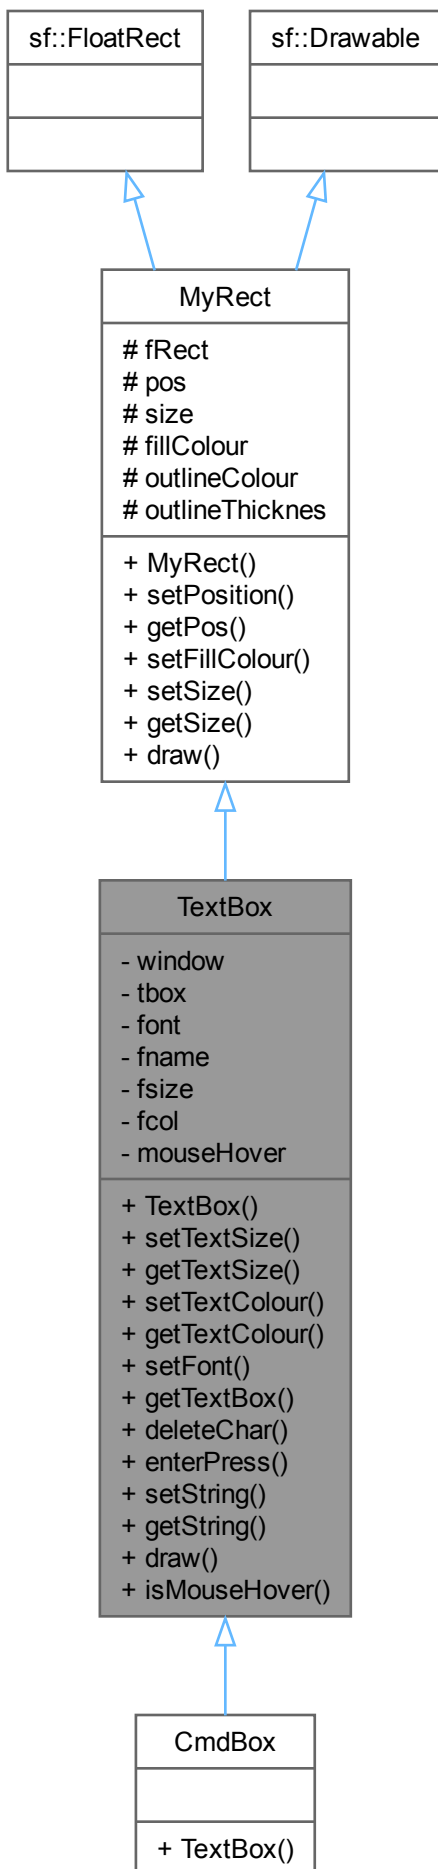 sf::FloatRect
sf::Drawable
MyRect
# fRect
# pos
# size
# fillColour
# outlineColour
# outlineThicknes
+ MyRect()
+ setPosition()
+ getPos()
+ setFillColour()
+ setSize()
+ getSize()
+ draw()
TextBox
- window
- tbox
- font
- fname
- fsize
- fcol
- mouseHover
+ TextBox()
+ setTextSize()
+ getTextSize()
+ setTextColour()
+ getTextColour()
+ setFont()
+ getTextBox()
+ deleteChar()
+ enterPress()
+ setString()
+ getString()
+ draw()
+ isMouseHover()
CmdBox
+ TextBox()